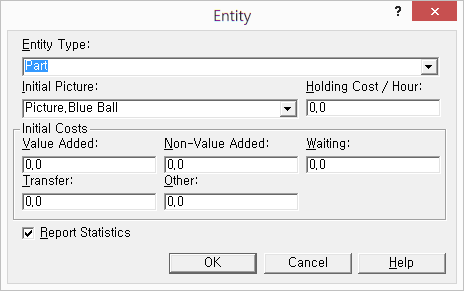 Entity
?
Entity Type:
Part
Initial Picture: Holding Cost / Hour:
Picture,Blue Ball 0,0
Initial Costs
Value Added: Non-Value Added: Waiting:
0,0 0,0 0,0
Transfer: Other:
0,0 0,0
Report Statistics
OK Cancel Help